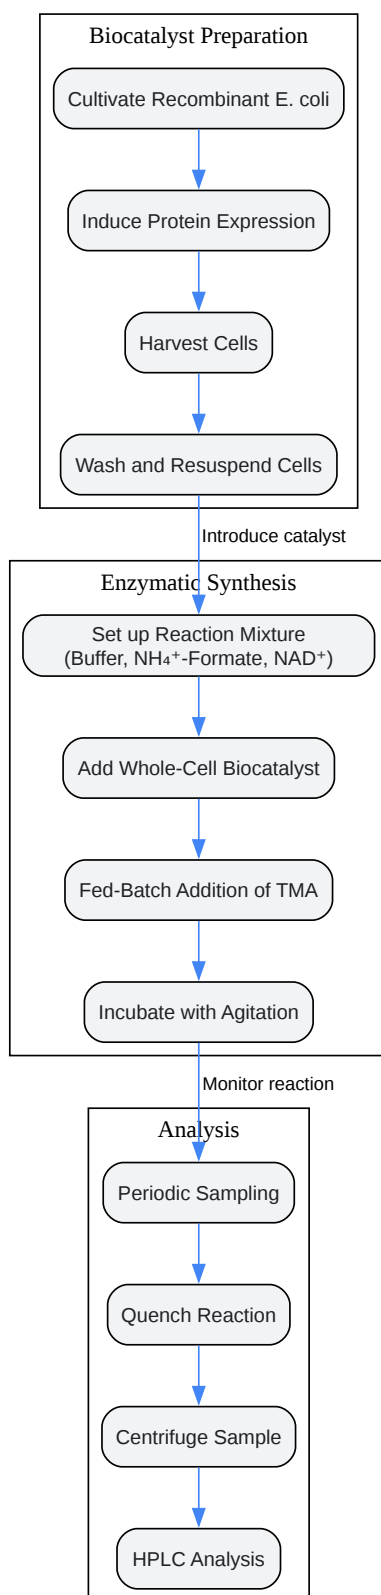 Biocatalyst Preparation
Cultivate Recombinant E. coli
Induce Protein Expression
Harvest Cells
Wash and Resuspend Cells
Introduce catalyst
Enzymatic Synthesis
Set up Reaction Mixture
(Buffer, NH₄⁺-Formate, NAD⁺)
Add Whole-Cell Biocatalyst
Fed-Batch Addition of TMA
Incubate with Agitation
Monitor reaction
Analysis
Periodic Sampling
Quench Reaction
Centrifuge Sample
HPLC Analysis